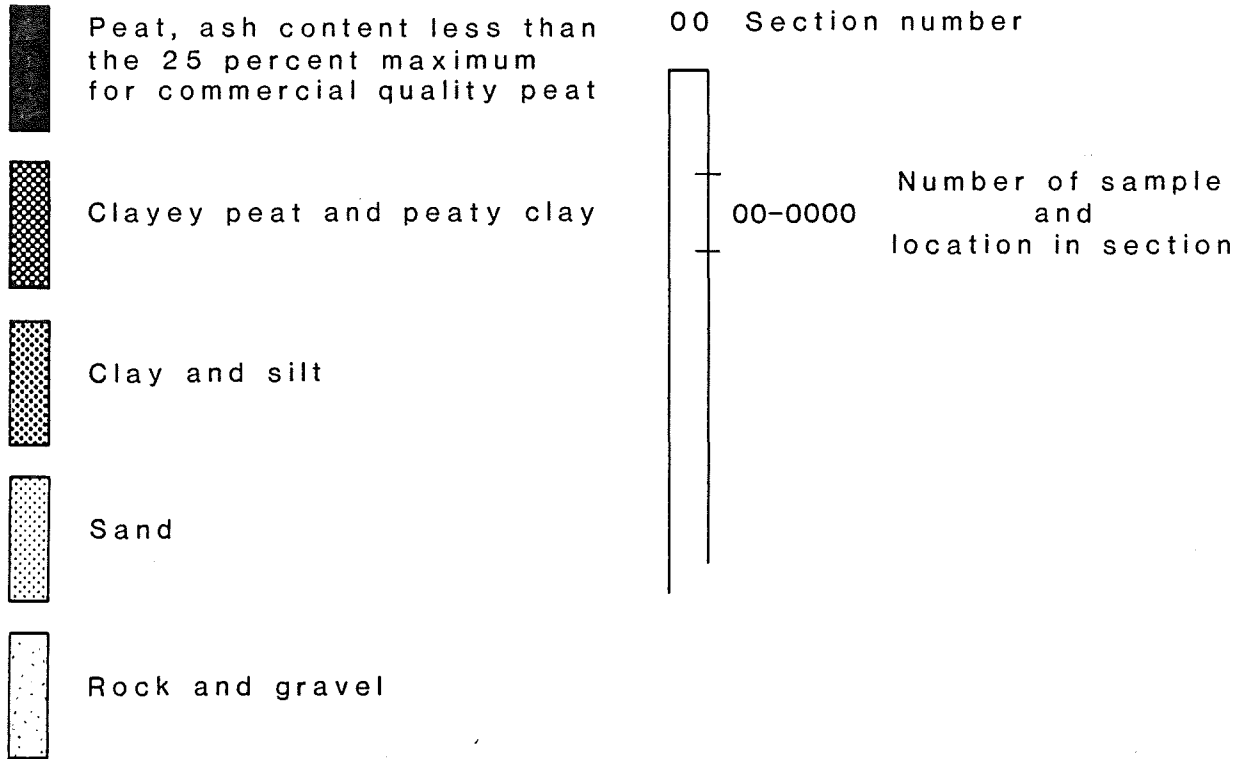 Peat, ash content less than
the 25 percent maximum
for commercial quality peat
Clayey peat and peaty clay
Clay and silt
Sand
Rock and gravel
00 Section number
00-0000
Number of sample
and
location in section